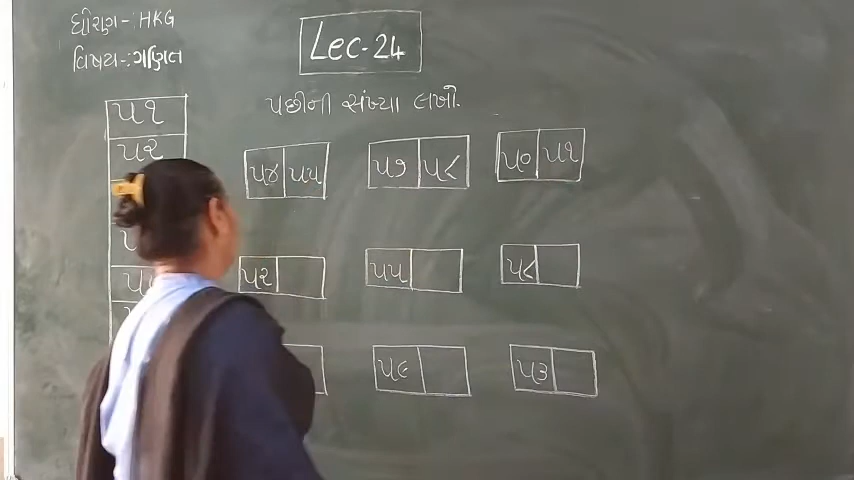 ધોરણ-: HKG
વિષય-: ગણિત
Lec-24
પછીની સંખ્યા લખો.
૫૧
૫૨
૫૪ ૫૫
૫૭ ૫૮
૫૦ ૫૧
૫૨
૫૫
૫૮
૫૯
૫૩